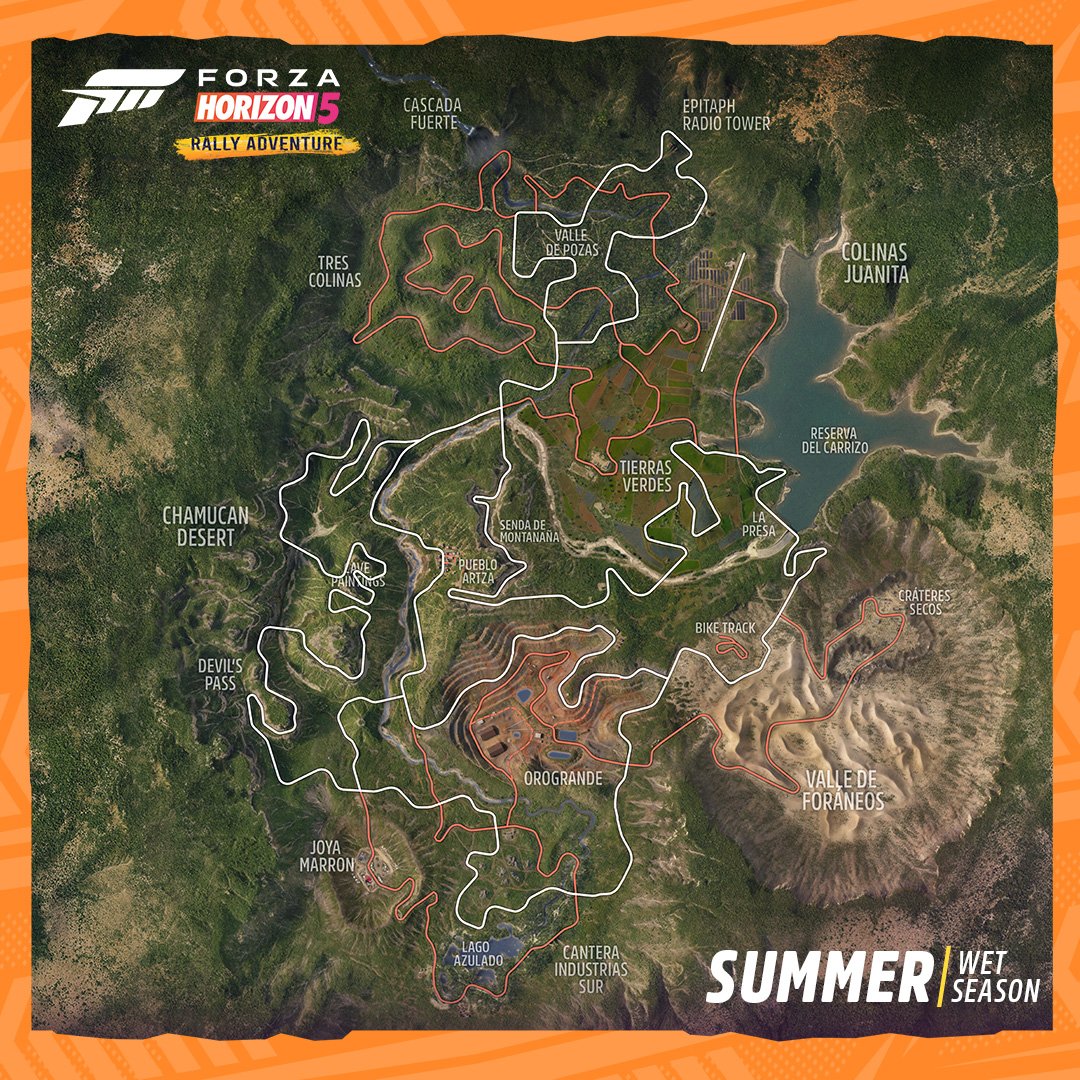 FORZA
HORIZON 5
RALLY ADVENTURE
CASCADA
FUERTE
EPITAPH
RADIO TOWER
VALLE
DE POZAS
COLINAS
JUANITA
TRES
COLINAS
RESERVA
DEL CARRIZO
TIERRAS
VERDES
CHAMUCAN
DESERT
SENDA DE
MONTANANA
LA
PRESA
CAVE
PAINTINGS
PUEBLO
ARTZA
CRÁTERES
SECOS
BIKE TRACK
DEVIL'S
PASS
OROGRANDE
VALLE DE
FORÁNEOS
JOYA
MARRON
LAGO
AZULADO
CANTERA
INDUSTRIAS
SUR
SUMMER
WET
SEASON